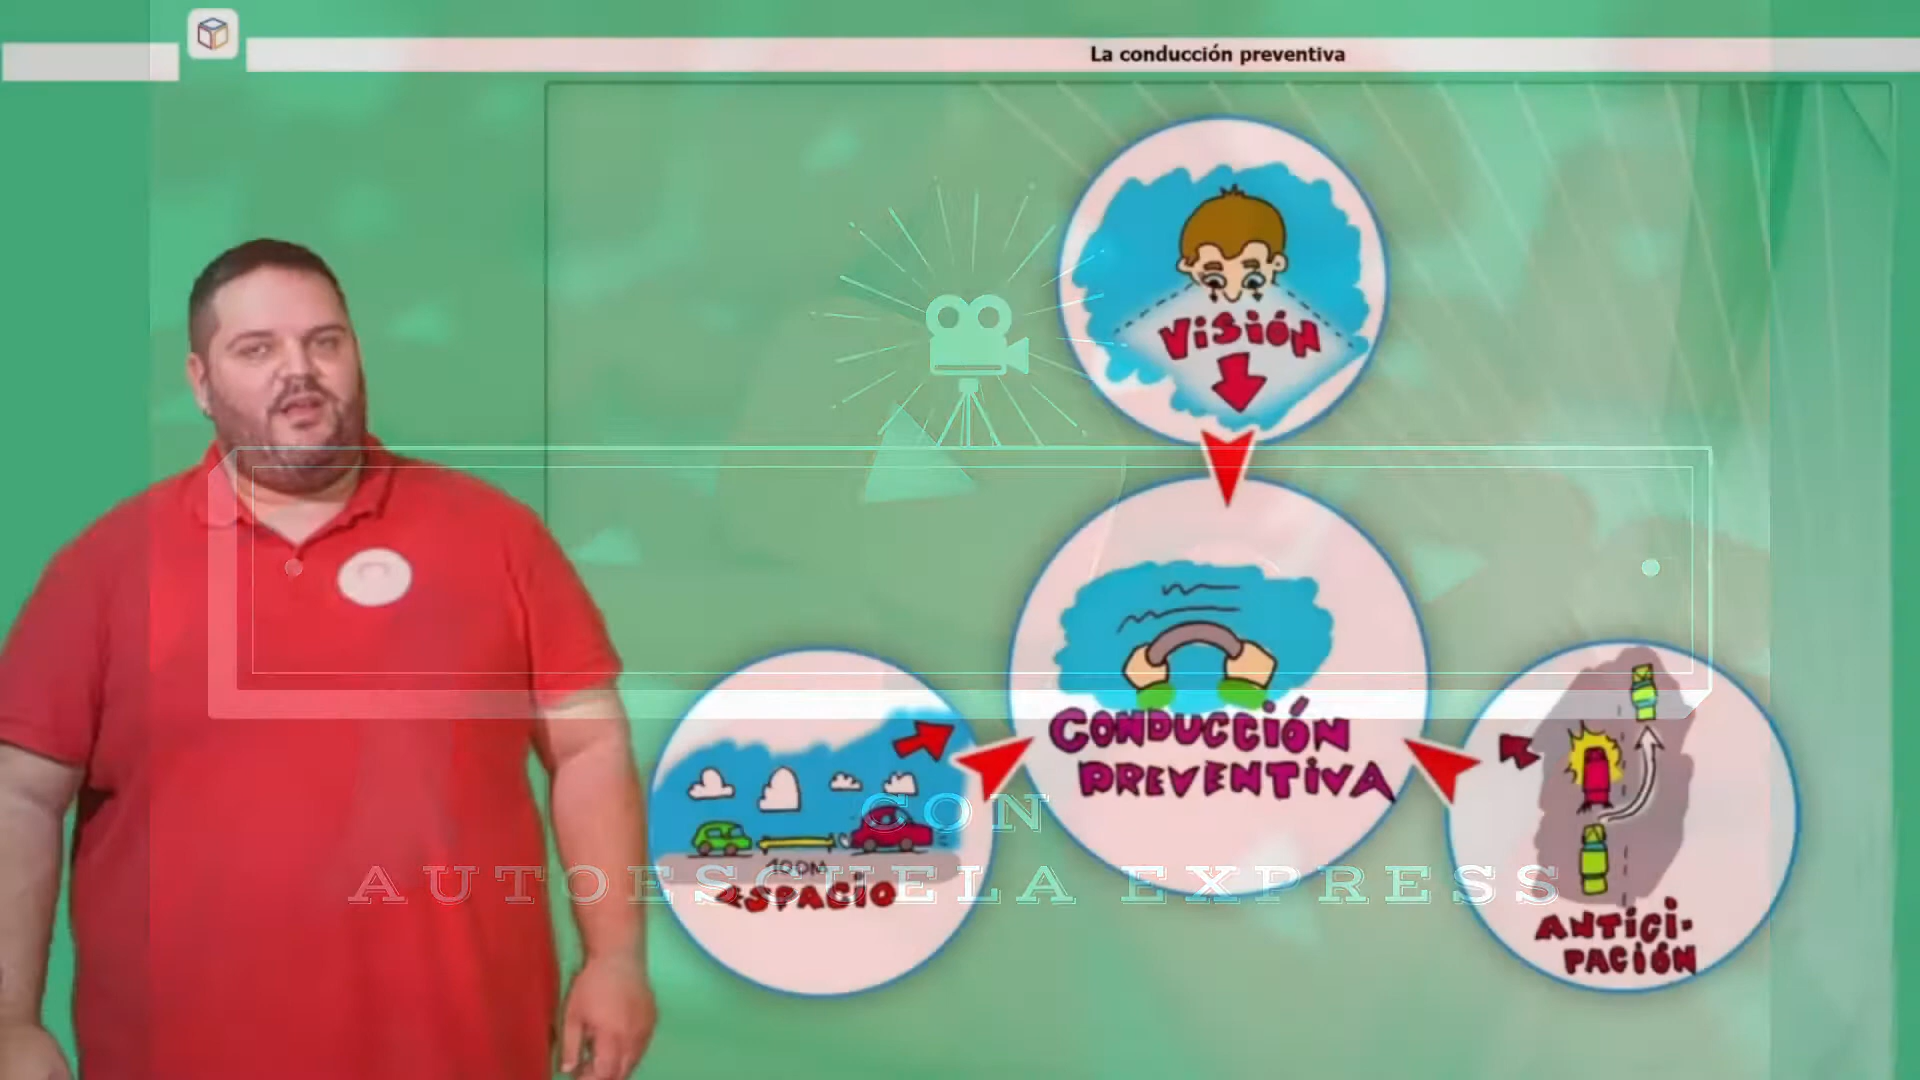 La conducción preventiva
VISIÓN
CONDUCCIÓN
PREVENTIVA
CON
100M
ESPACIO
AUTOESCUELA EXPRESS
ANTICI-
PACIÓN